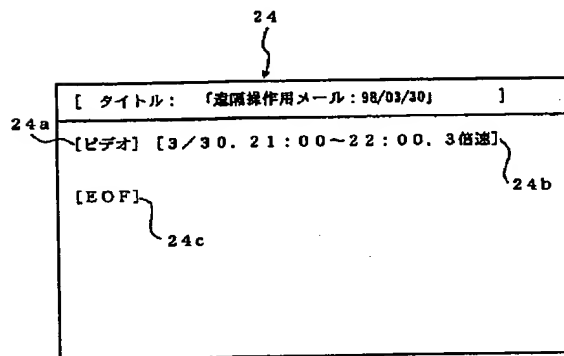 24
[ タイトル: 「遠隔操作用メール:98/03/30」 ]
24a
[ビデオ] [3/30. 21:00~22:00. 3倍速]
24b
[EOF]
24c